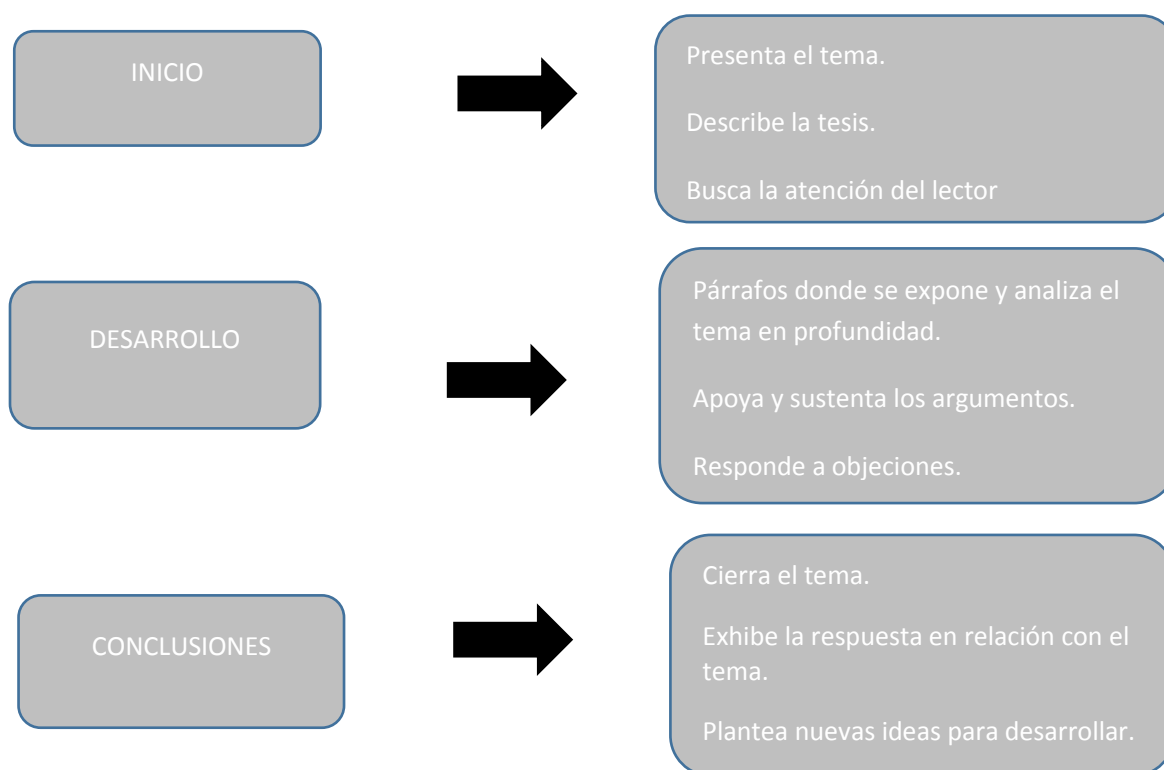 INICIO
Presenta el tema.
Describe la tesis.
Busca la atención del lector
DESARROLLO
Párrafos donde se expone y analiza el
tema en profundidad.
Apoya y sustenta los argumentos.
Responde a objeciones.
CONCLUSIONES
Cierra el tema.
Exhibe la respuesta en relación con el
tema.
Plantea nuevas ideas para desarrollar.